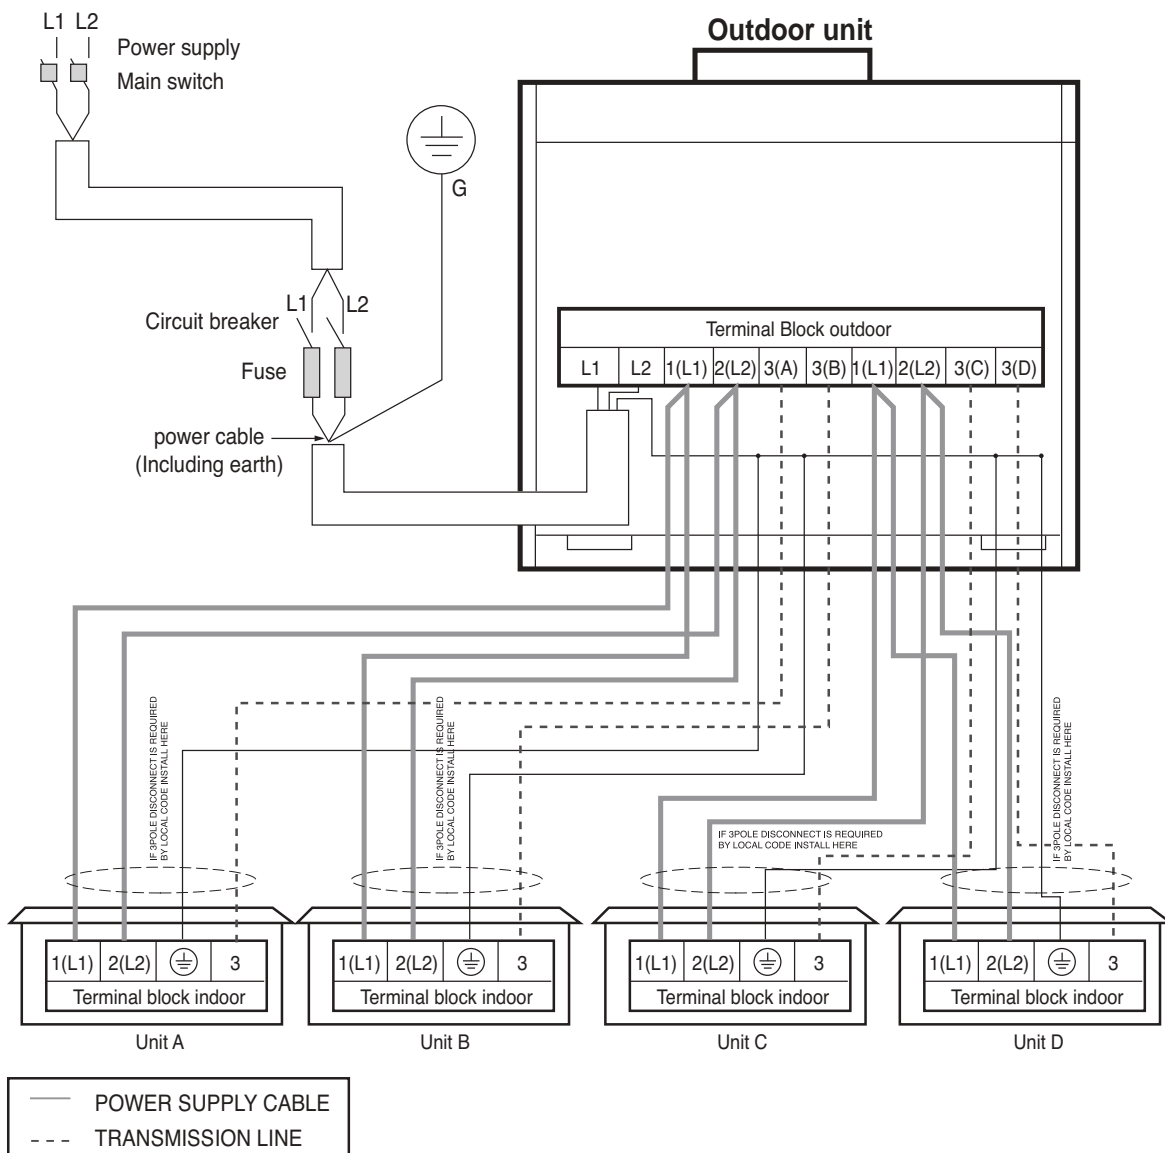 L1 L2
Power supply
Main switch
Outdoor unit
G
L1 L2
Circuit breaker
Fuse
power cable
(Including earth)
Terminal Block outdoor
L1 L2 1(L1) 2(L2) 3(A) 3(B) 1(L1) 2(L2) 3(C) 3(D)
IF 3POLE DISCONNECT IS REQUIRED
BY LOCAL CODE INSTALL HERE
IF 3POLE DISCONNECT IS REQUIRED
BY LOCAL CODE INSTALL HERE
IF 3POLE DISCONNECT IS REQUIRED
BY LOCAL CODE INSTALL HERE
IF 3POLE DISCONNECT IS REQUIRED
BY LOCAL CODE INSTALL HERE
1(L1) 2(L2) 3
Terminal block indoor
Unit A
1(L1) 2(L2) 3
Terminal block indoor
Unit B
1(L1) 2(L2) 3
Terminal block indoor
Unit C
1(L1) 2(L2) 3
Terminal block indoor
Unit D
POWER SUPPLY CABLE
TRANSMISSION LINE